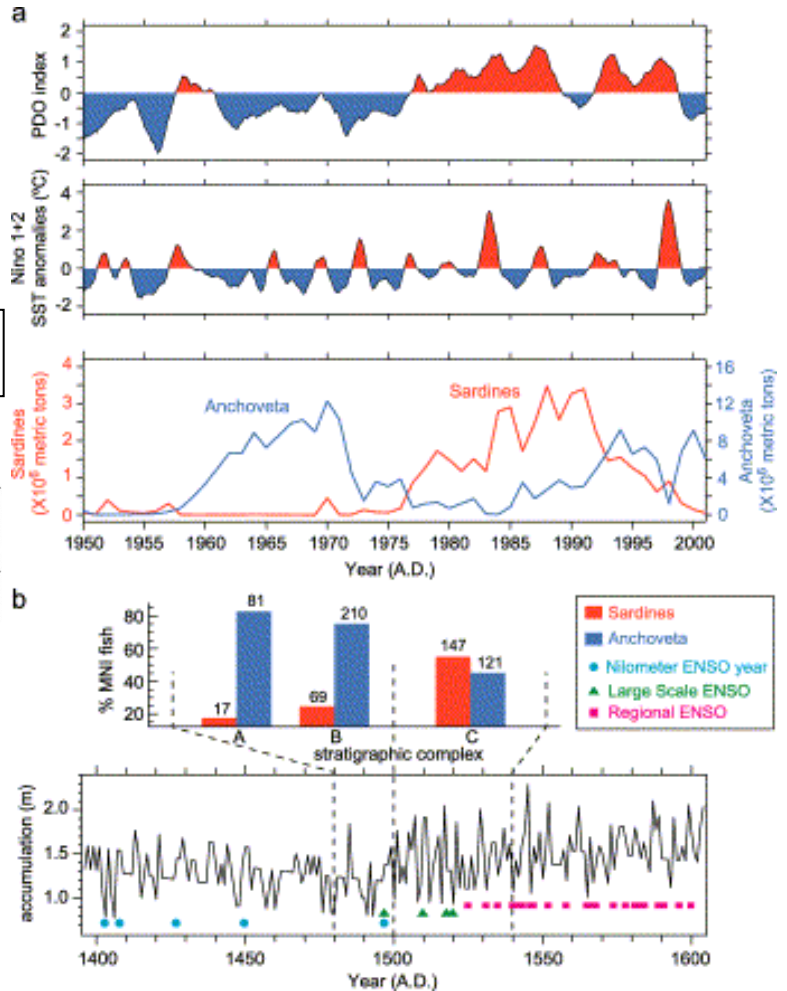 a
PDO index
2
1
0
-1
-2
Nino 1+2
SST anomalies (ºC)
4
2
0
-2
Sardines
(X10⁶ metric tons)
4
3
2
1
0
Anchoveta
Sardines
16
12
8
4
0
Anchoveta
(X10⁶ metric tons)
1950 1955 1960 1965 1970 1975 1980 1985 1990 1995 2000
Year (A.D.)
b
% MNI fish
80
60
40
20
17 81 69 210 147 121
A B C
stratigraphic complex
Sardines
Anchoveta
Nilometer ENSO year
Large Scale ENSO
Regional ENSO
accumulation (m)
2.0
1.5
1.0
1400 1450 1500 1550 1600
Year (A.D.)